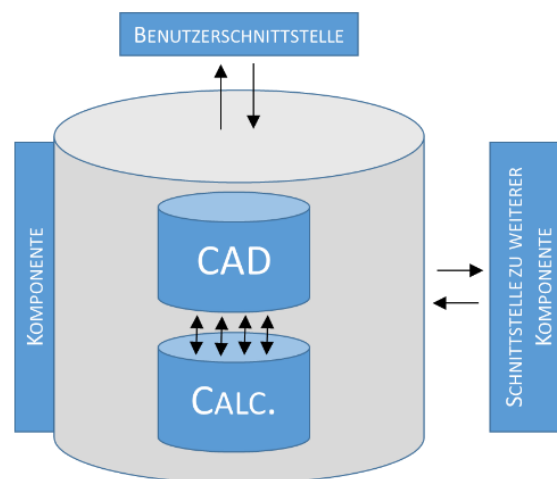 BENUTZERSCHNITTSTELLE
KOMPONENTE
CAD
CALC.
SCHNITTSTELLE ZU WEITERER
KOMPONENTE